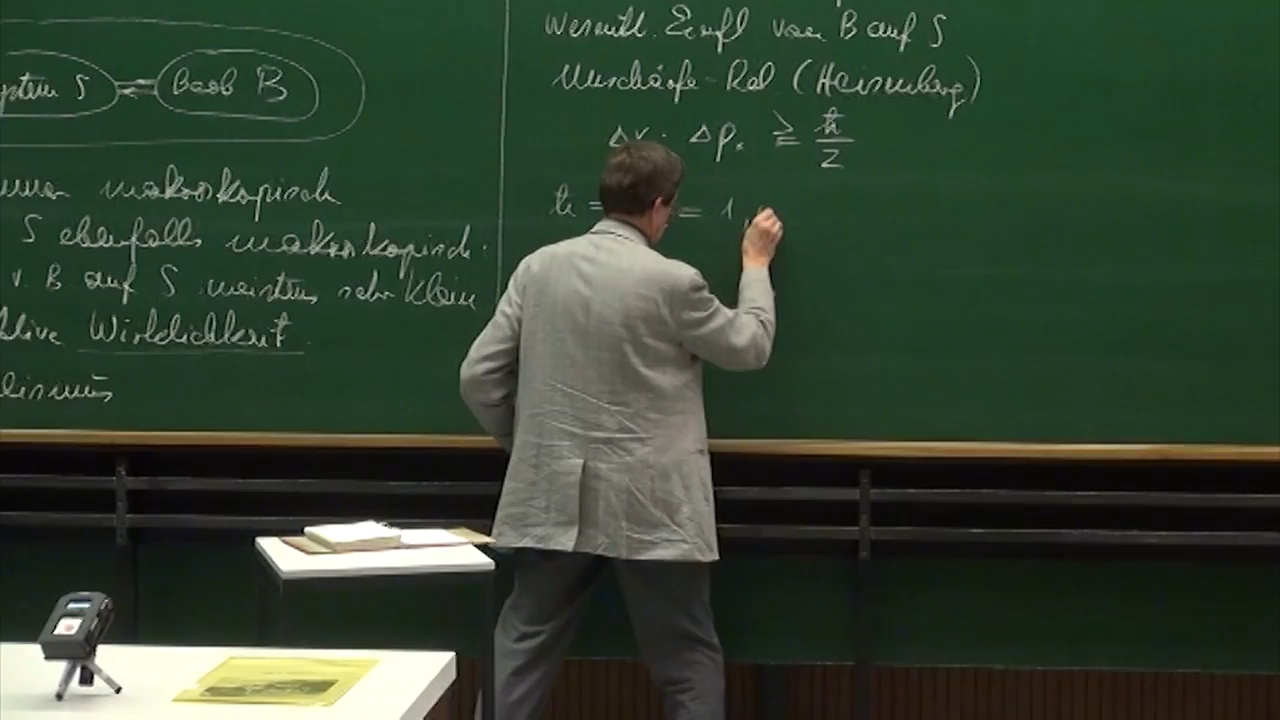 S
Beob B
makroskopisch
S ebenfalls makroskopisch.
v B auf S meistens sehr klein
Wirklichkeit.
Wesentl. Einfl von B auf S
Unschärfe-Rel (Heisenberg)
Δx · Δpₓ ≥ ħ/2
ħ =
= 1,